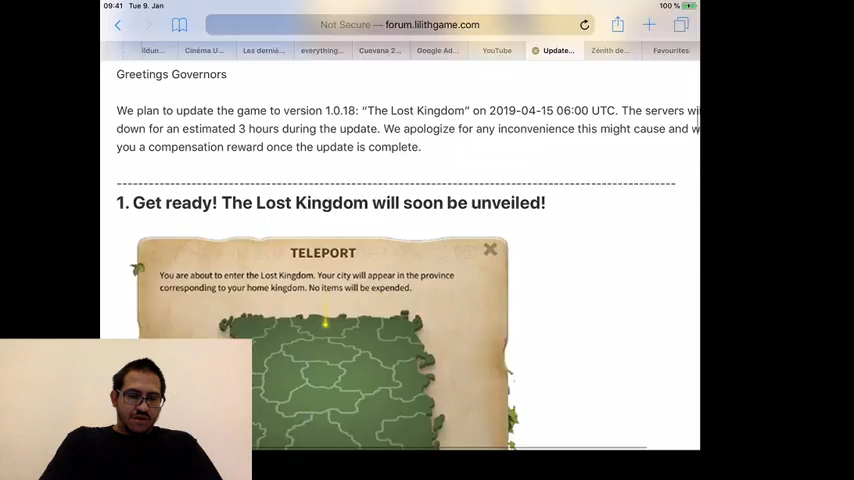 09:41 Tue 9. Jan 100 %
Not Secure — forum.lilithgame.com
ildun... Cinéma U... Les derniè... everything... Cuevana 2... Google Ad... YouTube Update... Zénith de... Favourites
Greetings Governors
We plan to update the game to version 1.0.18: “The Lost Kingdom” on 2019-04-15 06:00 UTC. The servers wi
down for an estimated 3 hours during the update. We apologize for any inconvenience this might cause and w
you a compensation reward once the update is complete.
1. Get ready! The Lost Kingdom will soon be unveiled!
TELEPORT
You are about to enter the Lost Kingdom. Your city will appear in the province
corresponding to your home kingdom. No items will be expended.